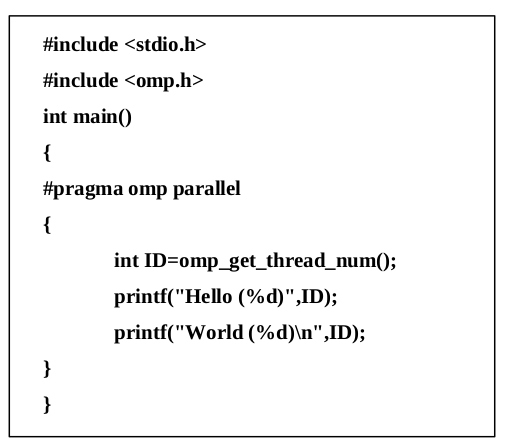 #include <stdio.h>
#include <omp.h>
int main()
{
#pragma omp parallel
{
int ID=omp_get_thread_num();
printf("Hello (%d)",ID);
printf("World (%d)\n",ID);
}
}